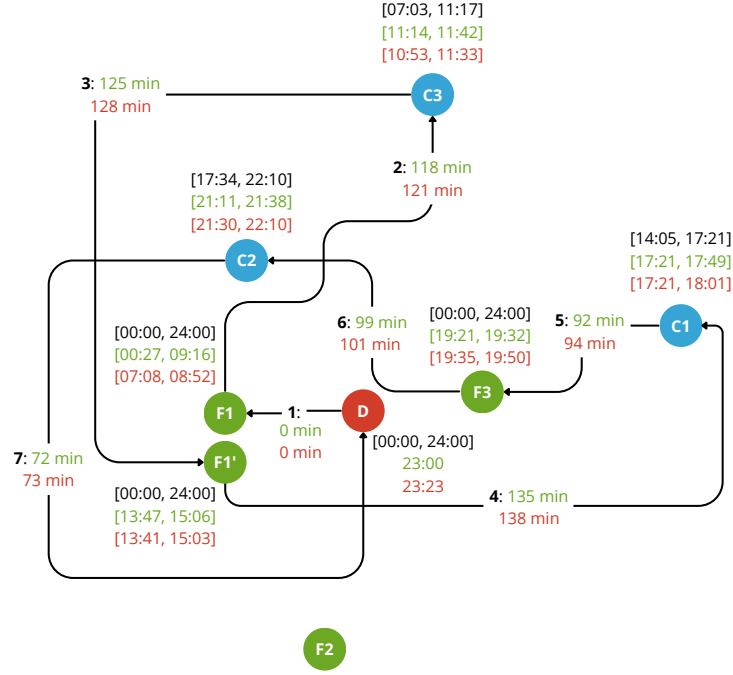 [07:03, 11:17]
[11:14, 11:42]
[10:53, 11:33]
C3
3: 125 min
128 min
2: 118 min
121 min
[17:34, 22:10]
[21:11, 21:38]
[21:30, 22:10]
C2
[14:05, 17:21]
[17:21, 17:49]
[17:21, 18:01]
C1
[00:00, 24:00]
[00:27, 09:16]
[07:08, 08:52]
F1
6: 99 min
101 min
[00:00, 24:00]
[19:21, 19:32]
[19:35, 19:50]
F3
5: 92 min
94 min
1:
0 min
0 min
D
[00:00, 24:00]
23:00
23:23
7: 72 min
73 min
F1'
[00:00, 24:00]
[13:47, 15:06]
[13:41, 15:03]
4: 135 min
138 min
F2